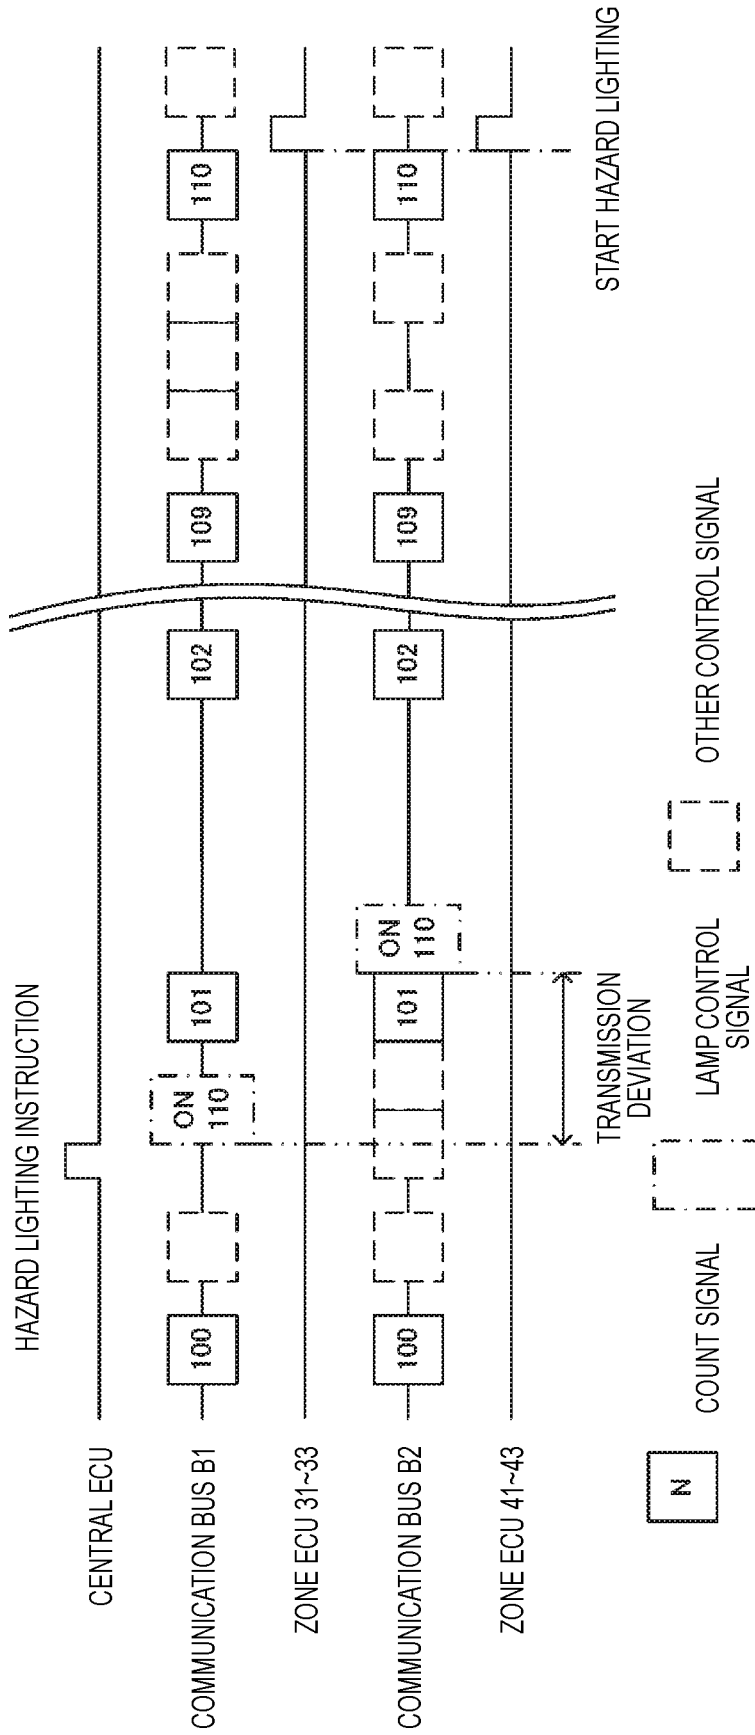 HAZARD LIGHTING INSTRUCTION
CENTRAL ECU
COMMUNICATION BUS B1
100
ON
110
101
102
109
110
ZONE ECU 31~33
COMMUNICATION BUS B2
100
101
ON
110
102
109
110
ZONE ECU 41~43
TRANSMISSION
DEVIATION
START HAZARD LIGHTING
N
COUNT SIGNAL
LAMP CONTROL
SIGNAL
OTHER CONTROL SIGNAL